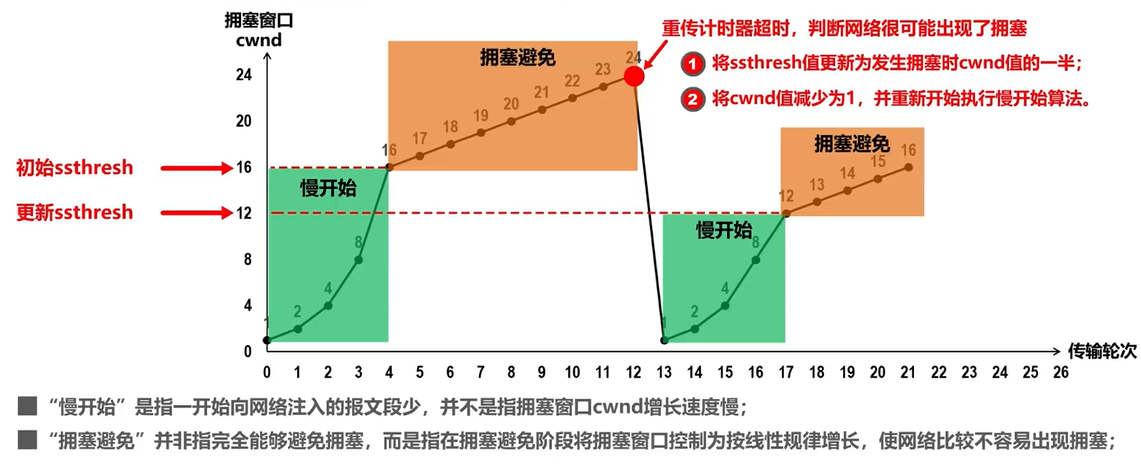 拥塞窗口
cwnd
重传计时器超时，判断网络很可能出现了拥塞
1 将ssthresh值更新为发生拥塞时cwnd值的一半；
2 将cwnd值减少为1，并重新开始执行慢开始算法。
拥塞避免
24
20
16
12
8
4
0
初始ssthresh
更新ssthresh
慢开始
1 2 4 8 16 17 18 19 20 21 22 23 24
慢开始
拥塞避免
1 2 4 8 12 13 14 15 16
0 1 2 3 4 5 6 7 8 9 10 11 12 13 14 15 16 17 18 19 20 21 22 23 24 25 26
传输轮次
“慢开始”是指一开始向网络注入的报文段少，并不是指拥塞窗口cwnd增长速度慢；
“拥塞避免”并非指完全能够避免拥塞，而是指在拥塞避免阶段将拥塞窗口控制为按线性规律增长，使网络比较不容易出现拥塞；